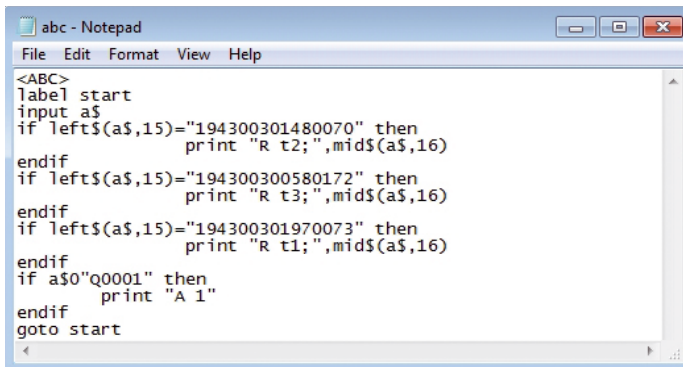 abc - Notepad
File Edit Format View Help
<ABC>
label start
input a$
if left$(a$,15)="194300301480070" then
                    print "R t2;",mid$(a$,16)
endif
if left$(a$,15)="194300300580172" then
                    print "R t3;",mid$(a$,16)
endif
if left$(a$,15)="194300301970073" then
                    print "R t1;",mid$(a$,16)
endif
if a$0"Q0001" then
          print "A 1"
endif
goto start